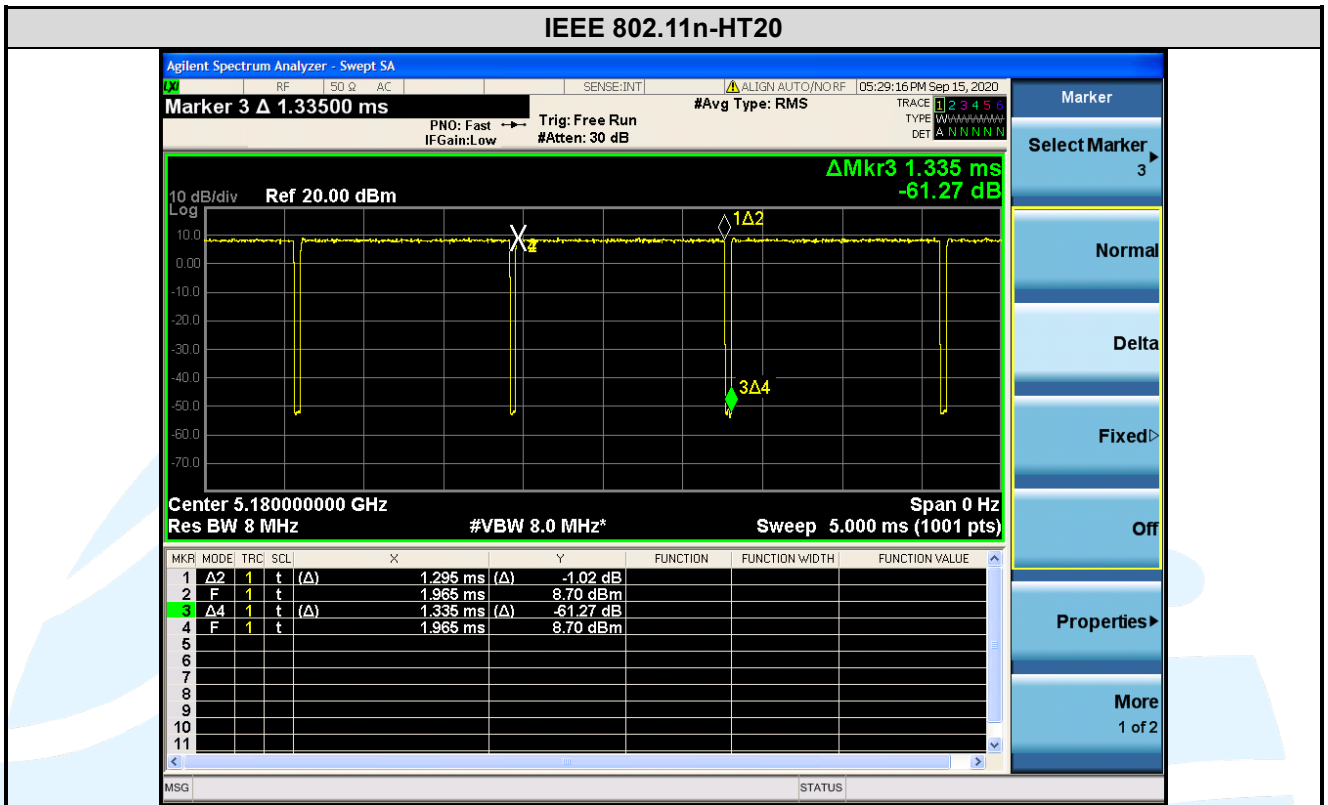 IEEE 802.11n-HT20
Agilent Spectrum Analyzer - Swept SA
LXI RF 50 Ω AC SENSE:INT ALIGN AUTO/NO RF 05:29:16 PM Sep 15, 2020
Marker 3 Δ 1.33500 ms
PNO: Fast
IFGain:Low
Trig: Free Run
#Atten: 30 dB
#Avg Type: RMS
TRACE 1 2 3 4 5 6
TYPE
DET A N N N N N
ΔMkr3 1.335 ms
-61.27 dB
10 dB/div Ref 20.00 dBm
Log
10.0
0.00
-10.0
-20.0
-30.0
-40.0
-50.0
-60.0
-70.0
1Δ2
3Δ4
Center 5.180000000 GHz Span 0 Hz
Res BW 8 MHz #VBW 8.0 MHz* Sweep 5.000 ms (1001 pts)
MKR MODE TRC SCL X Y FUNCTION FUNCTION WIDTH FUNCTION VALUE
1 Δ2 1 t (Δ) 1.295 ms (Δ) -1.02 dB
2 F 1 t 1.965 ms 8.70 dBm
3 Δ4 1 t (Δ) 1.335 ms (Δ) -61.27 dB
4 F 1 t 1.965 ms 8.70 dBm
5
6
7
8
9
10
11
MSG STATUS
Marker
Select Marker
3
Normal
Delta
Fixed
Off
Properties
More
1 of 2